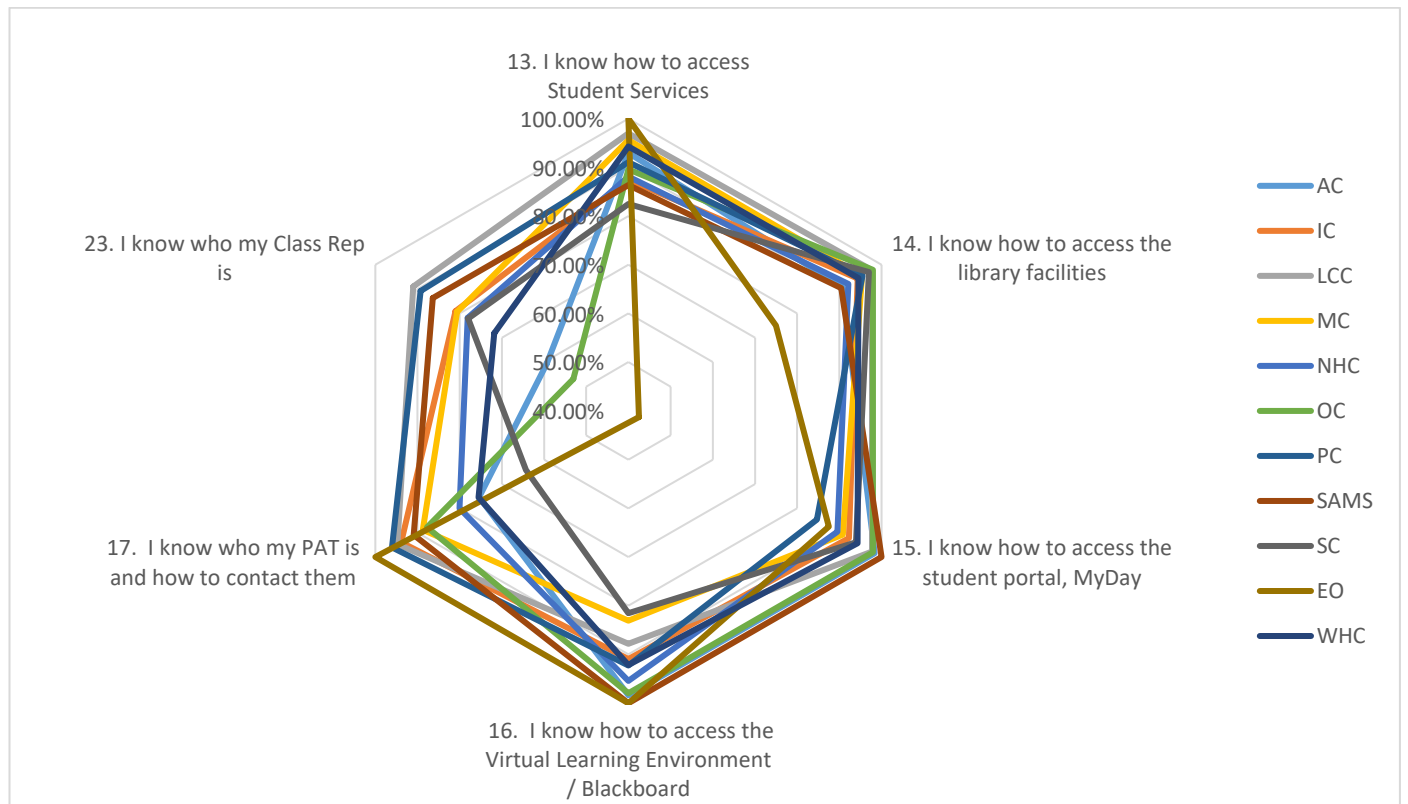 13. I know how to access
Student Services
100.00%
90.00%
80.00%
70.00%
60.00%
50.00%
40.00%
14. I know how to access the
library facilities
15. I know how to access the
student portal, MyDay
16.  I know how to access the
Virtual Learning Environment
/ Blackboard
17.  I know who my PAT is
and how to contact them
23. I know who my Class Rep
is
AC
IC
LCC
MC
NHC
OC
PC
SAMS
SC
EO
WHC